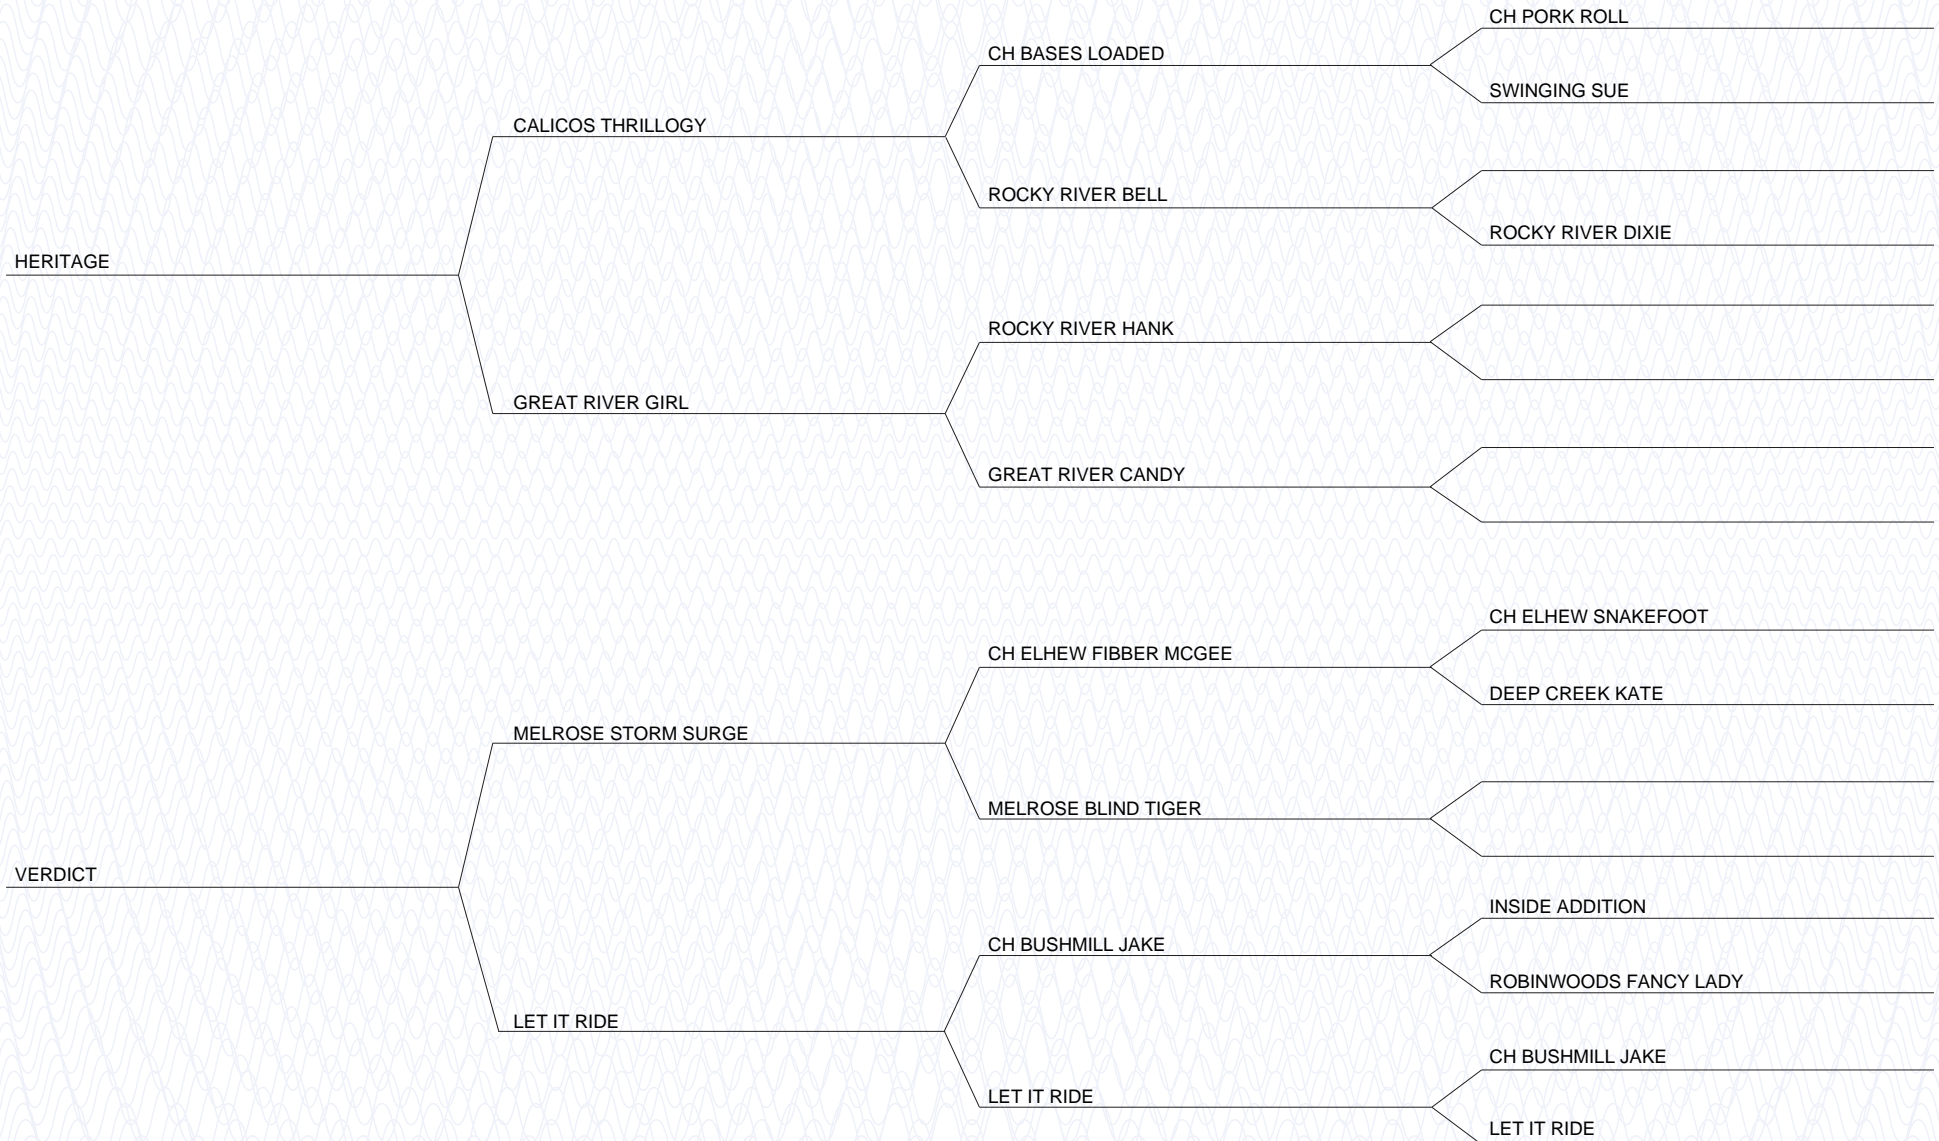 CH PORK ROLL
CH BASES LOADED
SWINGING SUE
CALICOS THRILLOGY
ROCKY RIVER BELL
ROCKY RIVER DIXIE
HERITAGE
ROCKY RIVER HANK
GREAT RIVER GIRL
GREAT RIVER CANDY
CH ELHEW SNAKEFOOT
CH ELHEW FIBBER MCGEE
DEEP CREEK KATE
MELROSE STORM SURGE
MELROSE BLIND TIGER
VERDICT
INSIDE ADDITION
CH BUSHMILL JAKE
ROBINWOODS FANCY LADY
LET IT RIDE
CH BUSHMILL JAKE
LET IT RIDE
LET IT RIDE